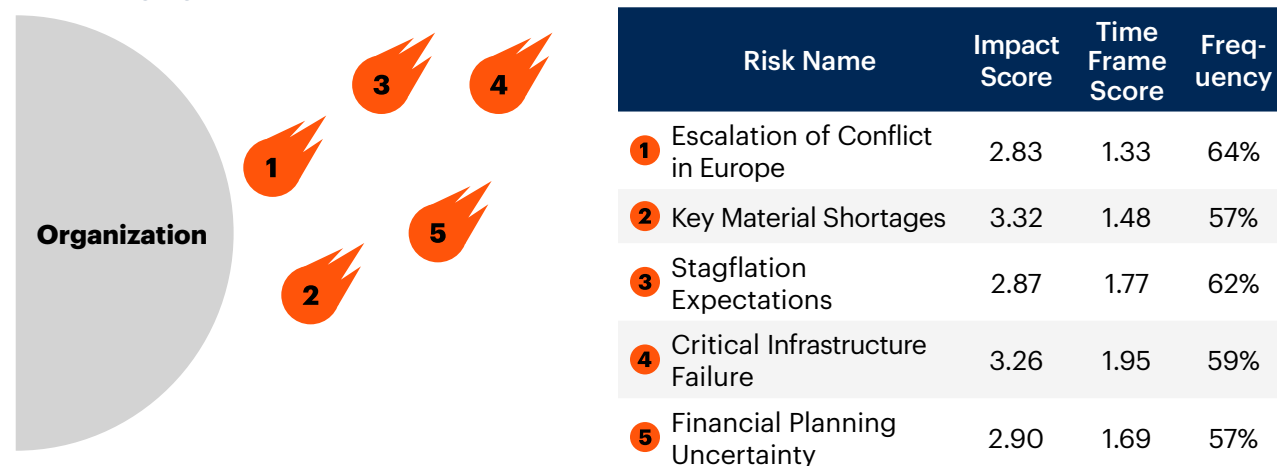 3
4
1
Organization
5
2
Risk Name
Impact
Score
Time
Frame
Score
Freq-
uency
1 Escalation of Conflict
in Europe 2.83 1.33 64%
2 Key Material Shortages 3.32 1.48 57%
3 Stagflation
Expectations 2.87 1.77 62%
4 Critical Infrastructure
Failure 3.26 1.95 59%
5 Financial Planning
Uncertainty 2.90 1.69 57%